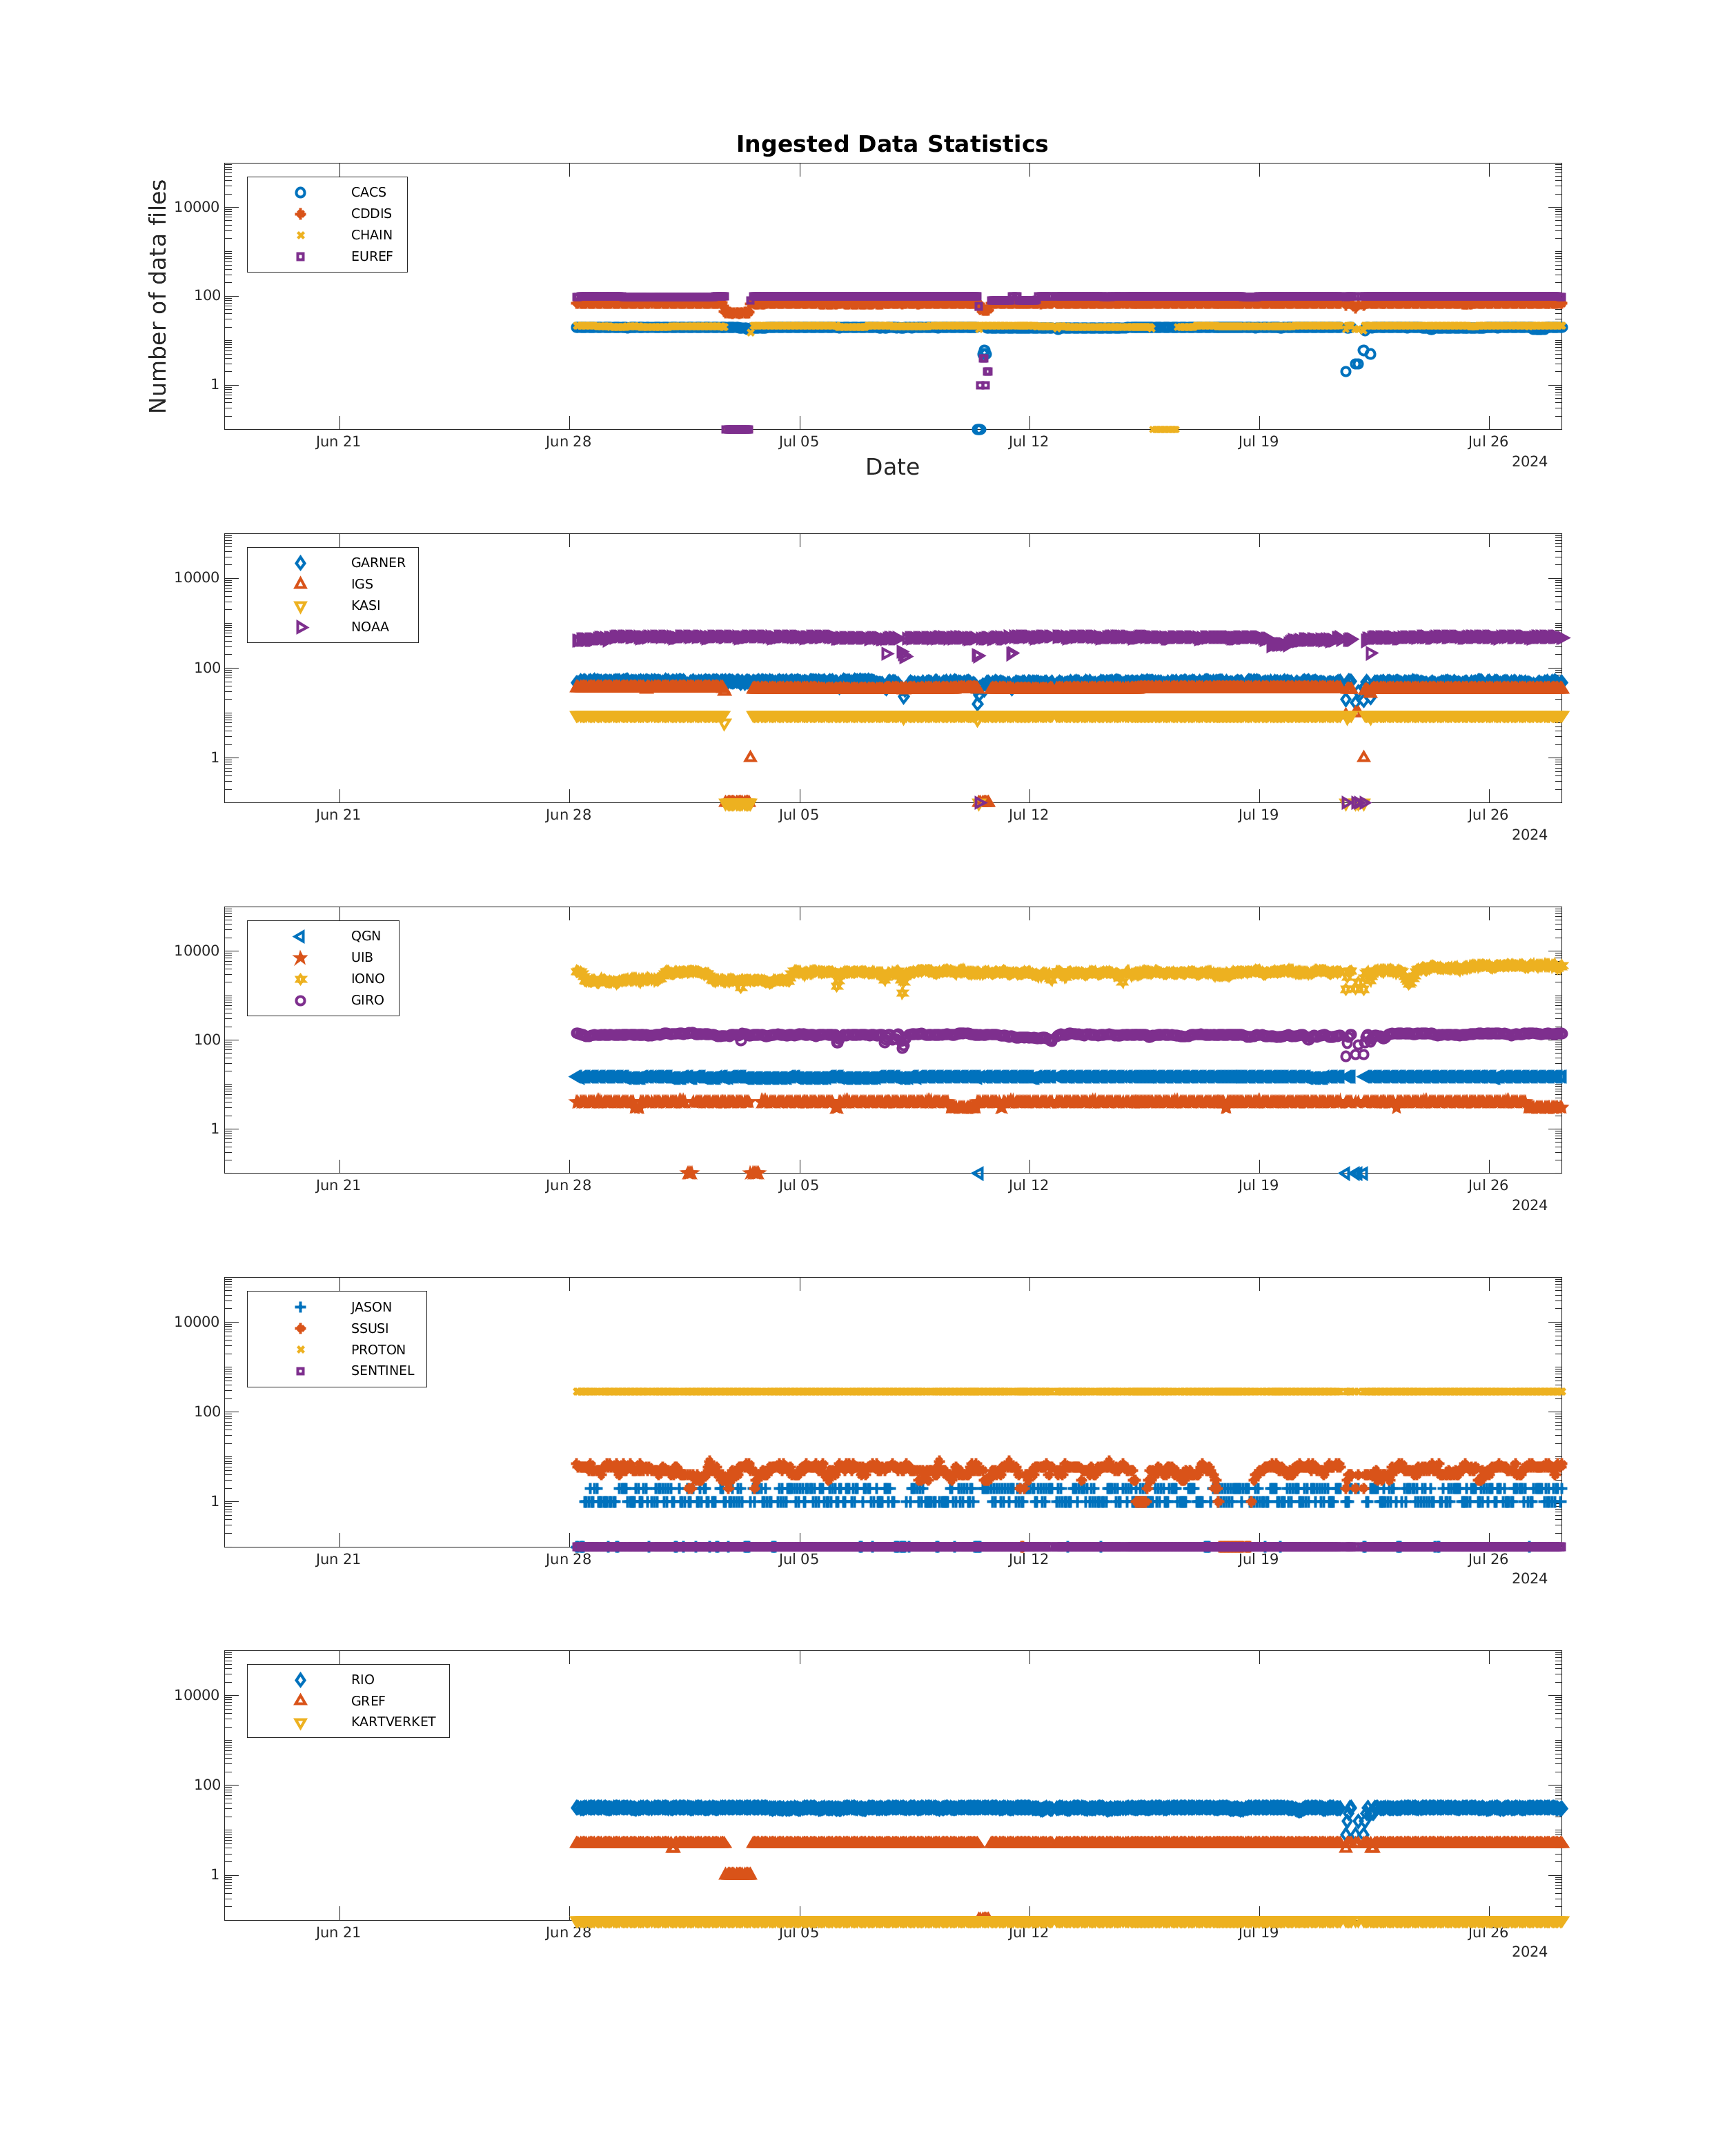 Ingested Data Statistics
Number of data files
10000
100
1
CACS
CDDIS
CHAIN
EUREF
Jun 21 Jun 28 Jul 05 Jul 12 Jul 19 Jul 26
2024
Date
10000
100
1
GARNER
IGS
KASI
NOAA
Jun 21 Jun 28 Jul 05 Jul 12 Jul 19 Jul 26
2024
10000
100
1
QGN
UIB
IONO
GIRO
Jun 21 Jun 28 Jul 05 Jul 12 Jul 19 Jul 26
2024
10000
100
1
JASON
SSUSI
PROTON
SENTINEL
Jun 21 Jun 28 Jul 05 Jul 12 Jul 19 Jul 26
2024
10000
100
1
RIO
GREF
KARTVERKET
Jun 21 Jun 28 Jul 05 Jul 12 Jul 19 Jul 26
2024